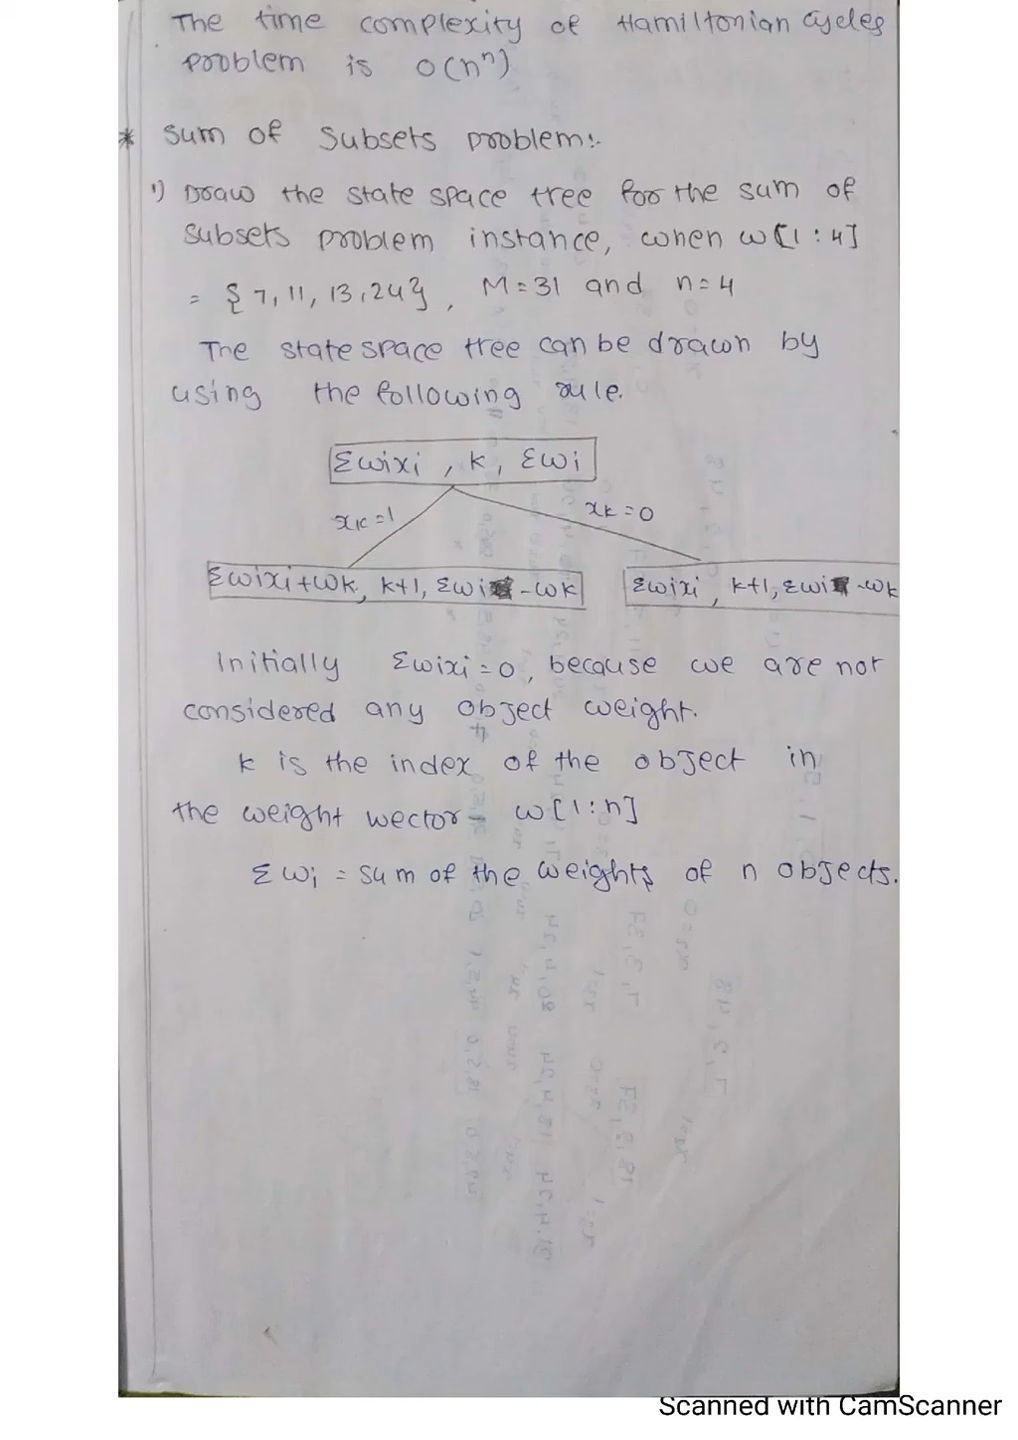 The time complexity of Hamiltonian Cycles
problem is O(n^n)
* Sum of Subsets problem:-
1) Draw the state space tree for the sum of
subsets problem instance, when w[1:4]
= {7, 11, 13, 24}, M=31 and n=4
The state space tree can be drawn by
using the following rule.
Σwixi, k, Σwi
xk=1 xk=0
Σwixi+wk, k+1, Σwi-wk Σwixi, k+1, Σwi-wk
Initially Σwixi=0, because we are not
considered any object weight.
k is the index of the object in
the weight wector w[1:n]
Σwi = sum of the weights of n objects.
Scanned with CamScanner